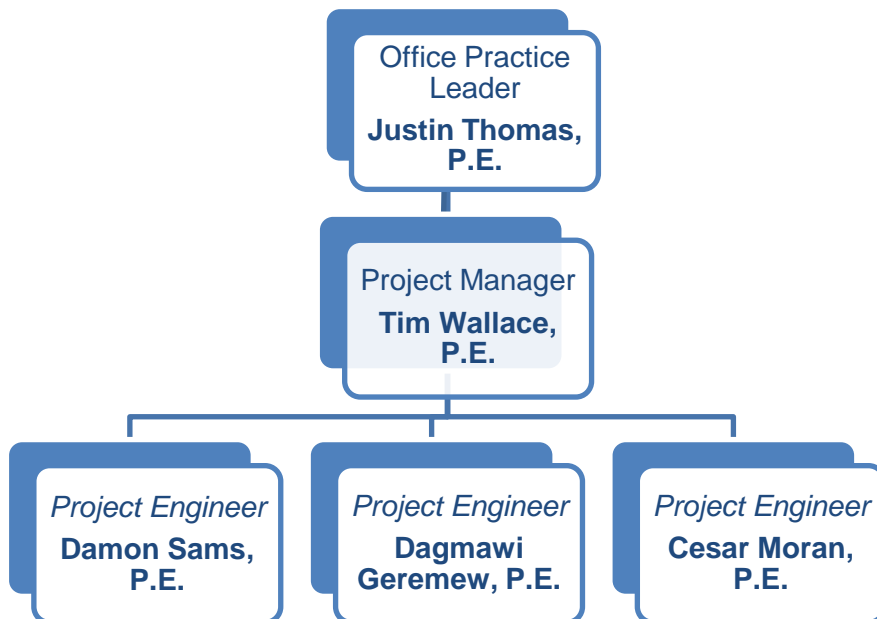 Office Practice
Leader
Justin Thomas,
P.E.
Project Manager
Tim Wallace,
P.E.
Project Engineer
Damon Sams,
P.E.
Project Engineer
Dagmawi
Geremew, P.E.
Project Engineer
Cesar Moran,
P.E.